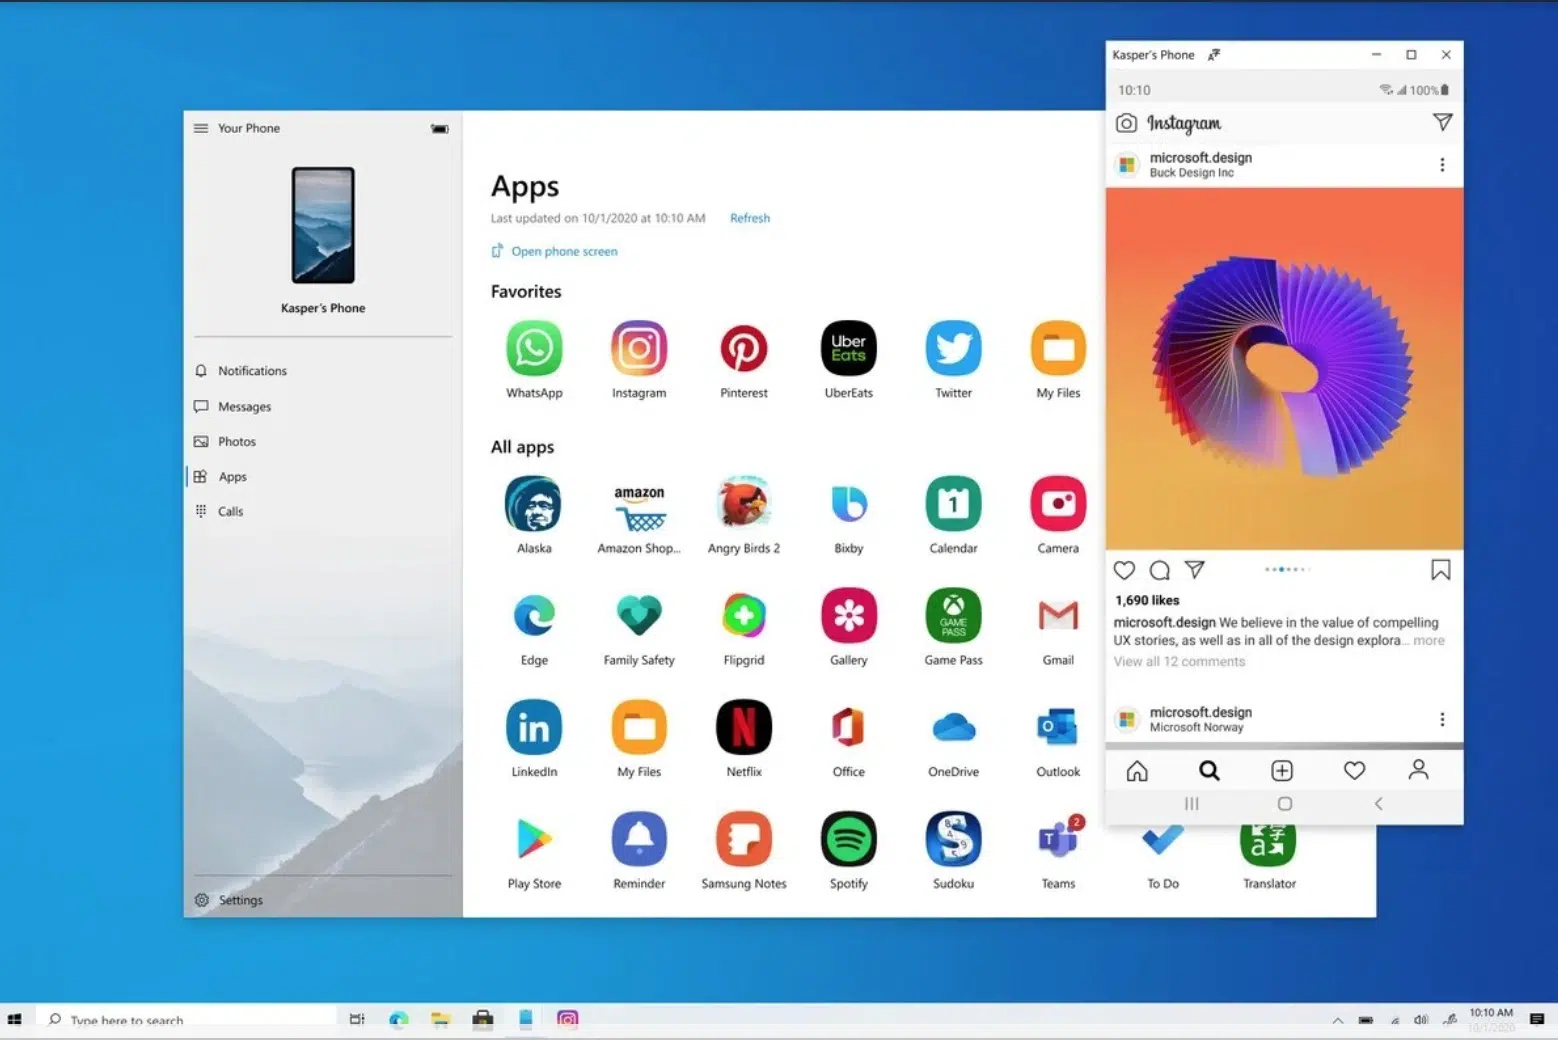 Your Phone
Kasper's Phone
Notifications
Messages
Photos
Apps
Calls
Settings
Apps
Last updated on 10/1/2020 at 10:10 AM Refresh
Open phone screen
Favorites
Uber
Eats
WhatsApp Instagram Pinterest UberEats Twitter My Files
All apps
amazon
1
Alaska Amazon Shop... Angry Birds 2 Bixby Calendar Camera
GAME
PASS
Edge Family Safety Flipgrid Gallery Game Pass Gmail
in N
LinkedIn My Files Netflix Office OneDrive Outlook
T 2
Play Store Reminder Samsung Notes Spotify Sudoku Teams To Do Translator
Kasper's Phone
10:10 100%
Instagram
microsoft.design
Buck Design Inc
1,690 likes
microsoft.design We believe in the value of compelling
UX stories, as well as in all of the design explora... more
View all 12 comments
microsoft.design
Microsoft Norway
Type here to search
10:10 AM
10/1/2020